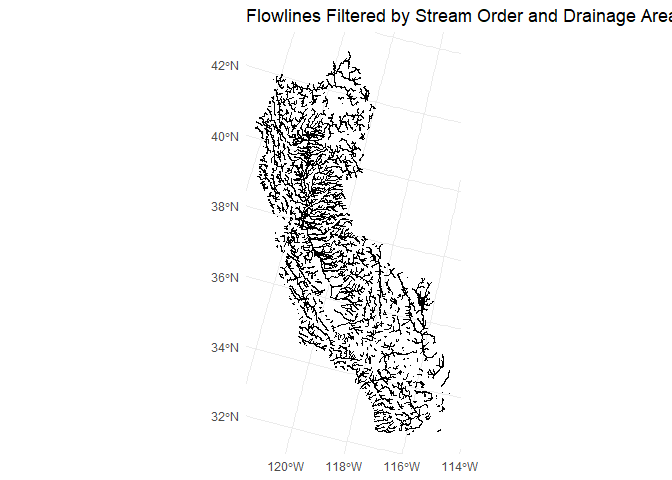 Flowlines Filtered by Stream Order and Drainage Area
42°N
40°N
38°N
36°N
34°N
32°N
120°W 118°W 116°W 114°W